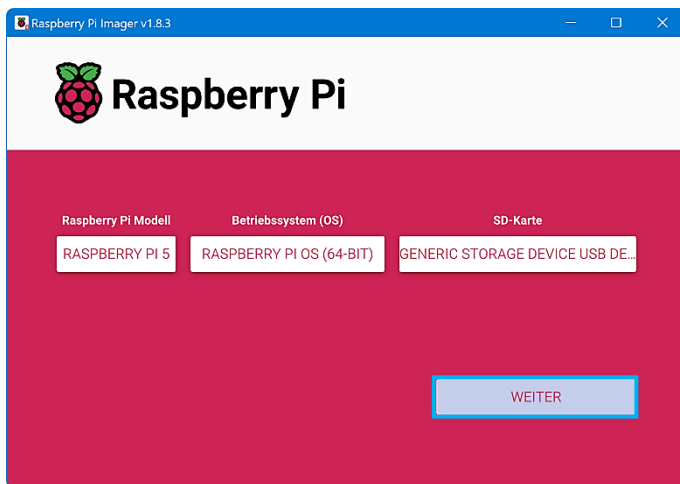 Raspberry Pi Imager v1.8.3
Raspberry Pi
Raspberry Pi Modell Betriebssystem (OS) SD-Karte
RASPBERRY PI 5 RASPBERRY PI OS (64-BIT) GENERIC STORAGE DEVICE USB DE...
WEITER